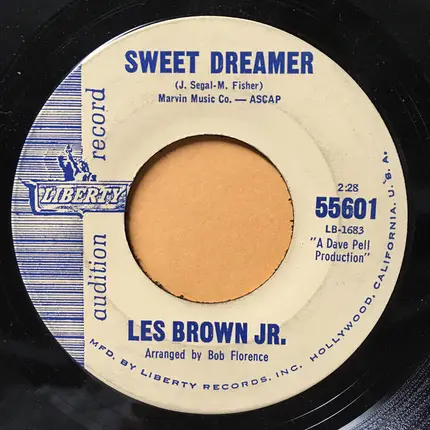 SWEET DREAMER
(J. Segal-M. Fisher)
Marvin Music Co. — ASCAP
audition record
LIBERTY
2:28
55601
LB-1683
"A Dave Pell
Production"
LES BROWN JR.
Arranged by Bob Florence
MFD. BY LIBERTY RECORDS, INC. HOLLYWOOD, CALIFORNIA, U.S.A.